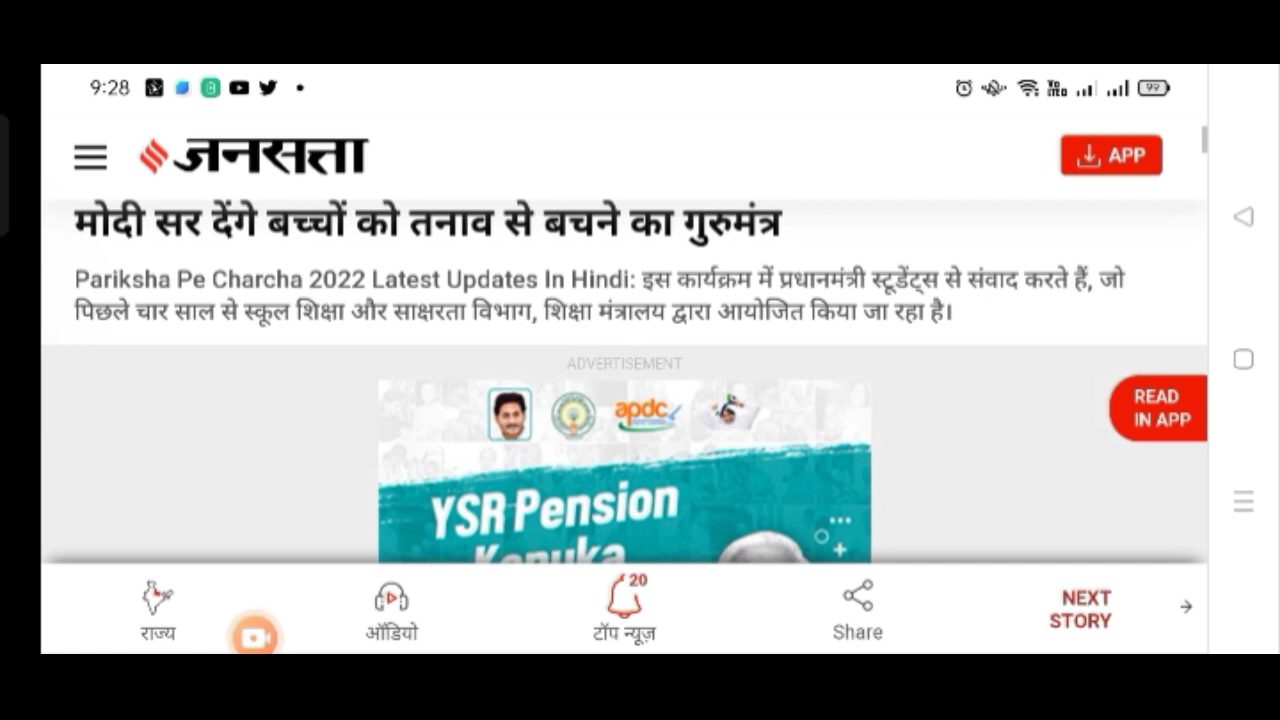 9:28
99
जनसत्ता
APP
मोदी सर देंगे बच्चों को तनाव से बचने का गुरुमंत्र
Pariksha Pe Charcha 2022 Latest Updates In Hindi: इस कार्यक्रम में प्रधानमंत्री स्टूडेंट्स से संवाद करते हैं, जो
पिछले चार साल से स्कूल शिक्षा और साक्षरता विभाग, शिक्षा मंत्रालय द्वारा आयोजित किया जा रहा है।
ADVERTISEMENT
apdc
READ
IN APP
YSR Pension
Kanuka
20
राज्य
ऑडियो
टॉप न्यूज़
Share
NEXT
STORY